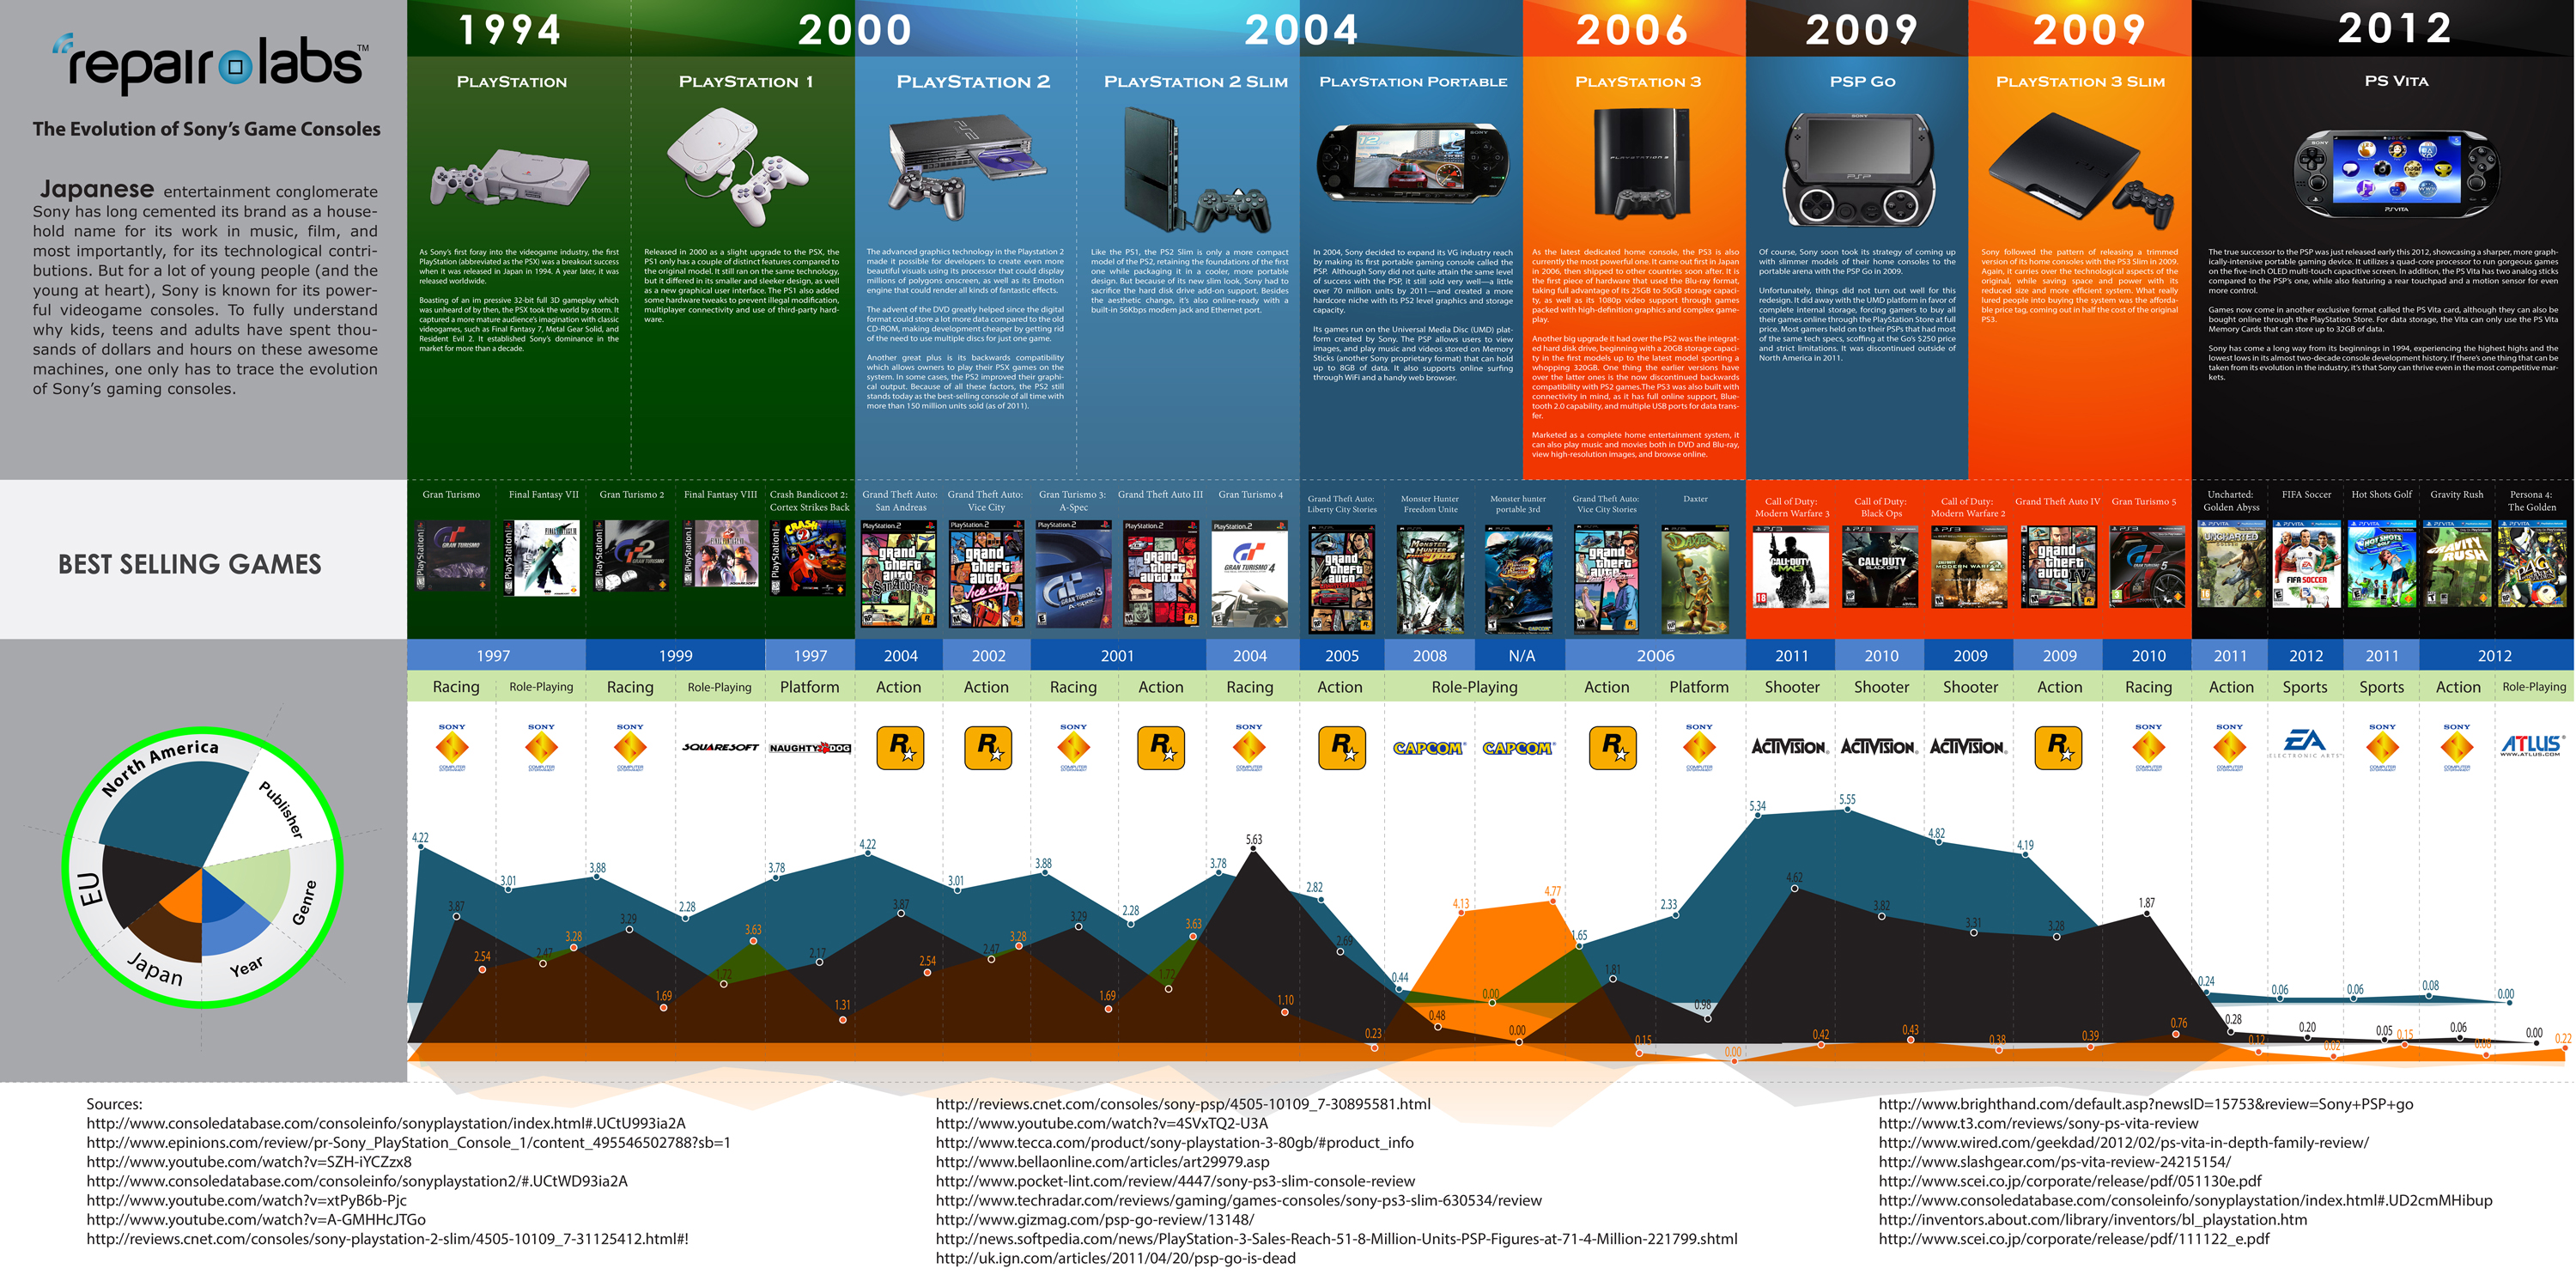 repair labs™
The Evolution of Sony's Game Consoles
Japanese entertainment conglomerate
Sony has long cemented its brand as a house-
hold name for its work in music, film, and
most importantly, for its technological contri-
butions. But for a lot of young people (and the
young at heart), Sony is known for its power-
ful videogame consoles. To fully understand
why kids, teens and adults have spent thou-
sands of dollars and hours on these awesome
machines, one only has to trace the evolution
of Sony's gaming consoles.
1994
2000
2004
2006
2009
2009
2012
PlayStation
As Sony's first foray into the videogame industry, the first
PlayStation (abbreviated as the PSX) was a breakout success
when it was released in Japan in 1994. A year later, it was
released worldwide.
Boasting of an im pressive 32-bit full 3D gameplay which
was unheard of by then, the PSX took the world by storm. It
captured a more mature audience's imagination with classic
videogames, such as Final Fantasy 7, Metal Gear Solid, and
Resident Evil 2. It established Sony's dominance in the
market for more than a decade.
PlayStation 1
Released in 2000 as a slight upgrade to the PSX, the
PS1 only has a couple of distinct features compared to
the original model. It still ran on the same technology,
but it differed in its smaller and sleeker design, as well
as a new graphical user interface. The PS1 also added
some hardware tweaks to prevent illegal modification,
multiplayer connectivity and use of third-party hard-
ware.
PlayStation 2
The advanced graphics technology in the Playstation 2
made it possible for developers to create even more
beautiful visuals using its processor that could display
millions of polygons onscreen, as well as its Emotion
engine that could render all kinds of fantastic effects.
The advent of the DVD greatly helped since the digital
format could store a lot more data compared to the old
CD-ROM, making development cheaper by getting rid
of the need to use multiple discs for just one game.
Another great plus is its backwards compatibility
which allows owners to play their PSX games on the
system. In some cases, the PS2 improved their graphi-
cal output. Because of all these factors, the PS2 still
stands today as the best-selling console of all time with
more than 150 million units sold (as of 2011).
PlayStation 2 Slim
Like the PS1, the PS2 Slim is only a more compact
model of the PS2, retaining the foundations of the first
one while packaging it in a cooler, more portable
design. But because of its new slim look, Sony had to
sacrifice the hard disk drive add-on support. Besides
the aesthetic change, it's also online-ready with a
built-in 56Kbps modem jack and Ethernet port.
PlayStation Portable
In 2004, Sony decided to expand its VG industry reach
by making its first portable gaming console called the
PSP. Although Sony did not quite attain the same level
of success with the PSP, it still sold very well—a little
over 70 million units by 2011—and created a more
hardcore niche with its PS2 level graphics and storage
capacity.
Its games run on the Universal Media Disc (UMD) plat-
form created by Sony. The PSP allows users to view
images, and play music and videos stored on Memory
Sticks (another Sony proprietary format) that can hold
up to 8GB of data. It also supports online surfing
through WiFi and a handy web browser.
PlayStation 3
As the latest dedicated home console, the PS3 is also
currently the most powerful one. It came out first in Japan
in 2006, then shipped to other countries soon after. It is
the first piece of hardware that used the Blu-ray format,
taking full advantage of its 25GB to 50GB storage capaci-
ty, as well as its 1080p video support through games
packed with high-definition graphics and complex game-
play.
Another big upgrade it had over the PS2 was the integrat-
ed hard disk drive, beginning with a 20GB storage capaci-
ty in the first models up to the latest model sporting a
whopping 320GB. One thing the earlier versions have
over the latter ones is the now discontinued backwards
compatibility with PS2 games.The PS3 was also built with
connectivity in mind, as it has full online support, Blue-
tooth 2.0 capability, and multiple USB ports for data trans-
fer.
Marketed as a complete home entertainment system, it
can also play music and movies both in DVD and Blu-ray,
view high-resolution images, and browse online.
PSP Go
Of course, Sony soon took its strategy of coming up
with slimmer models of their home consoles to the
portable arena with the PSP Go in 2009.
Unfortunately, things did not turn out well for this
redesign. It did away with the UMD platform in favor of
complete internal storage, forcing gamers to buy all
their games online through the PlayStation Store at full
price. Most gamers held on to their PSPs that had most
of the same tech specs, scoffing at the Go's $250 price
and strict limitations. It was discontinued outside of
North America in 2011.
PlayStation 3 Slim
Sony followed the pattern of releasing a trimmed
version of its home consoles with the PS3 Slim in 2009.
Again, it carries over the technological aspects of the
original, while saving space and power with its
reduced size and more efficient system. What really
lured people into buying the system was the afforda-
ble price tag, coming out in half the cost of the original
PS3.
PS Vita
The true successor to the PSP was just released early this 2012, showcasing a sharper, more graph-
ically-intensive portable gaming device. It utilizes a quad-core processor to run gorgeous games
on the five-inch OLED multi-touch capacitive screen. In addition, the PS Vita has two analog sticks
compared to the PSP's one, while also featuring a rear touchpad and a motion sensor for even
more control.
Games now come in another exclusive format called the PS Vita card, although they can also be
bought online through the PlayStation Store. For data storage, the Vita can only use the PS Vita
Memory Cards that can store up to 32GB of data.
Sony has come a long way from its beginnings in 1994, experiencing the highest highs and the
lowest lows in its almost two-decade console development history. If there's one thing that can be
taken from its evolution in the industry, it's that Sony can thrive even in the most competitive mar-
kets.
BEST SELLING GAMES
Gran Turismo
Final Fantasy VII
Gran Turismo 2
Final Fantasy VIII
Crash Bandicoot 2:
Cortex Strikes Back
Grand Theft Auto:
San Andreas
Grand Theft Auto:
Vice City
Gran Turismo 3:
A-Spec
Grand Theft Auto III
Gran Turismo 4
Grand Theft Auto:
Liberty City Stories
Monster Hunter
Freedom Unite
Monster hunter
portable 3rd
Grand Theft Auto:
Vice City Stories
Daxter
Call of Duty:
Modern Warfare 3
Call of Duty:
Black Ops
Call of Duty:
Modern Warfare 2
Grand Theft Auto IV
Gran Turismo 5
Uncharted:
Golden Abyss
FIFA Soccer
Hot Shots Golf
Gravity Rush
Persona 4:
The Golden
1997 1999 1997 2004 2002 2001 2004 2005 2008 N/A 2006 2011 2010 2009 2009 2010 2011 2012 2011 2012
Racing Role-Playing Racing Role-Playing Platform Action Action Racing Action Racing Action Role-Playing Action Platform Shooter Shooter Shooter Action Racing Action Sports Sports Action Role-Playing
SONY COMPUTER ENTERTAINMENT
SONY COMPUTER ENTERTAINMENT
SONY COMPUTER ENTERTAINMENT
SQUARESOFT
NAUGHTY DOG
R
R
SONY COMPUTER ENTERTAINMENT
R
SONY COMPUTER ENTERTAINMENT
R
CAPCOM
CAPCOM
R
SONY COMPUTER ENTERTAINMENT
ACTIVISION
ACTIVISION
ACTIVISION
R
SONY COMPUTER ENTERTAINMENT
SONY COMPUTER ENTERTAINMENT
EA ELECTRONIC ARTS
SONY COMPUTER ENTERTAINMENT
SONY COMPUTER ENTERTAINMENT
ATLUS WWW.ATLUS.COM
North America
Publisher
Genre
Year
Japan
EU
4.22 3.01 3.88 2.28 3.78 4.22 3.01 3.88 2.28 3.78 2.82 0.44 0.00 1.65 2.33 5.34 5.55 4.82 4.19 0.24 0.06 0.06 0.08 0.00
3.87 2.47 3.29 1.72 2.17 3.87 2.47 3.29 1.72 5.63 2.69 0.48 0.00 1.81 0.98 4.62 3.82 3.31 3.28 1.87 0.28 0.20 0.05 0.06 0.00
2.54 3.28 1.69 3.63 1.31 2.54 3.28 1.69 3.63 1.10 0.23 4.13 4.77 0.15 0.00 0.42 0.43 0.38 0.39 0.76 0.12 0.02 0.15 0.22
Sources:
http://www.consoledatabase.com/consoleinfo/sonyplaystation/index.html#.UCtU993ia2A
http://www.epinions.com/review/pr-Sony_PlayStation_Console_1/content_495546502788?sb=1
http://www.youtube.com/watch?v=SZH-iYCZzx8
http://www.consoledatabase.com/consoleinfo/sonyplaystation2/#.UCtWD93ia2A
http://www.youtube.com/watch?v=xtPyB6b-Pjc
http://www.youtube.com/watch?v=A-GMHHcJTGo
http://reviews.cnet.com/consoles/sony-playstation-2-slim/4505-10109_7-31125412.html#!
http://reviews.cnet.com/consoles/sony-psp/4505-10109_7-30895581.html
http://www.youtube.com/watch?v=4SVxTQ2-U3A
http://www.tecca.com/product/sony-playstation-3-80gb/#product_info
http://www.bellaonline.com/articles/art29979.asp
http://www.pocket-lint.com/review/4447/sony-ps3-slim-console-review
http://www.techradar.com/reviews/gaming/games-consoles/sony-ps3-slim-630534/review
http://www.gizmag.com/psp-go-review/13148/
http://news.softpedia.com/news/PlayStation-3-Sales-Reach-51-8-Million-Units-PSP-Figures-at-71-4-Million-221799.shtml
http://uk.ign.com/articles/2011/04/20/psp-go-is-dead
http://www.brighthand.com/default.asp?newsID=15753&review=Sony+PSP+go
http://www.t3.com/reviews/sony-ps-vita-review
http://www.wired.com/geekdad/2012/02/ps-vita-in-depth-family-review/
http://www.slashgear.com/ps-vita-review-24215154/
http://www.scei.co.jp/corporate/release/pdf/051130e.pdf
http://www.consoledatabase.com/consoleinfo/sonyplaystation/index.html#.UD2cmMHibup
http://inventors.about.com/library/inventors/bl_playstation.htm
http://www.scei.co.jp/corporate/release/pdf/111122_e.pdf